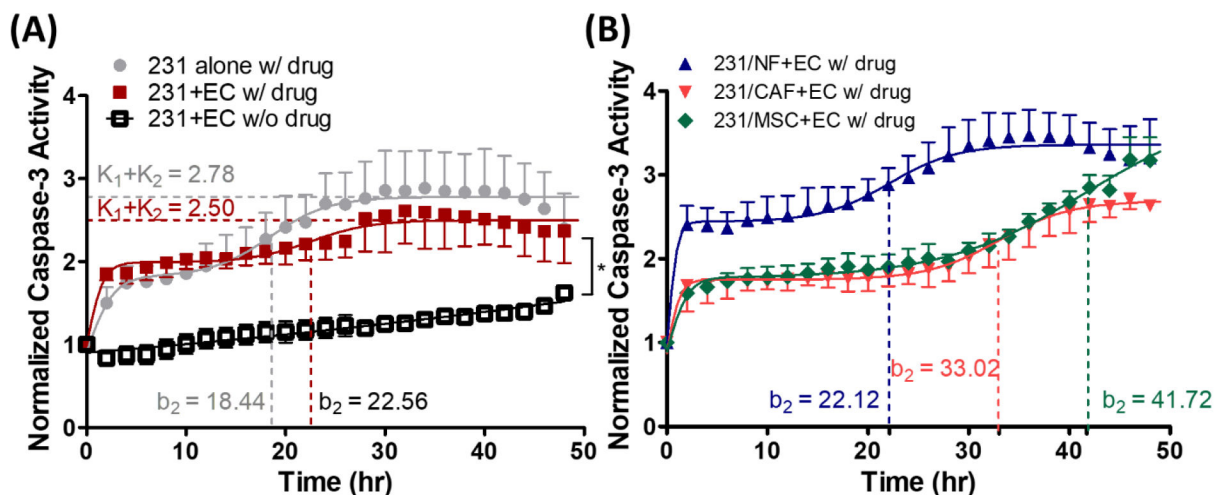 (A)
231 alone w/ drug
231+EC w/ drug
231+EC w/o drug
Normalized Caspase-3 Activity
4
3
2
1
0
K₁+K₂ = 2.78
K₁+K₂ = 2.50
*
b₂ = 18.44
b₂ = 22.56
0 10 20 30 40 50
Time (hr)
(B)
231/NF+EC w/ drug
231/CAF+EC w/ drug
231/MSC+EC w/ drug
Normalized Caspase-3 Activity
4
3
2
1
0
b₂ = 33.02
b₂ = 22.12
b₂ = 41.72
0 10 20 30 40 50
Time (hr)